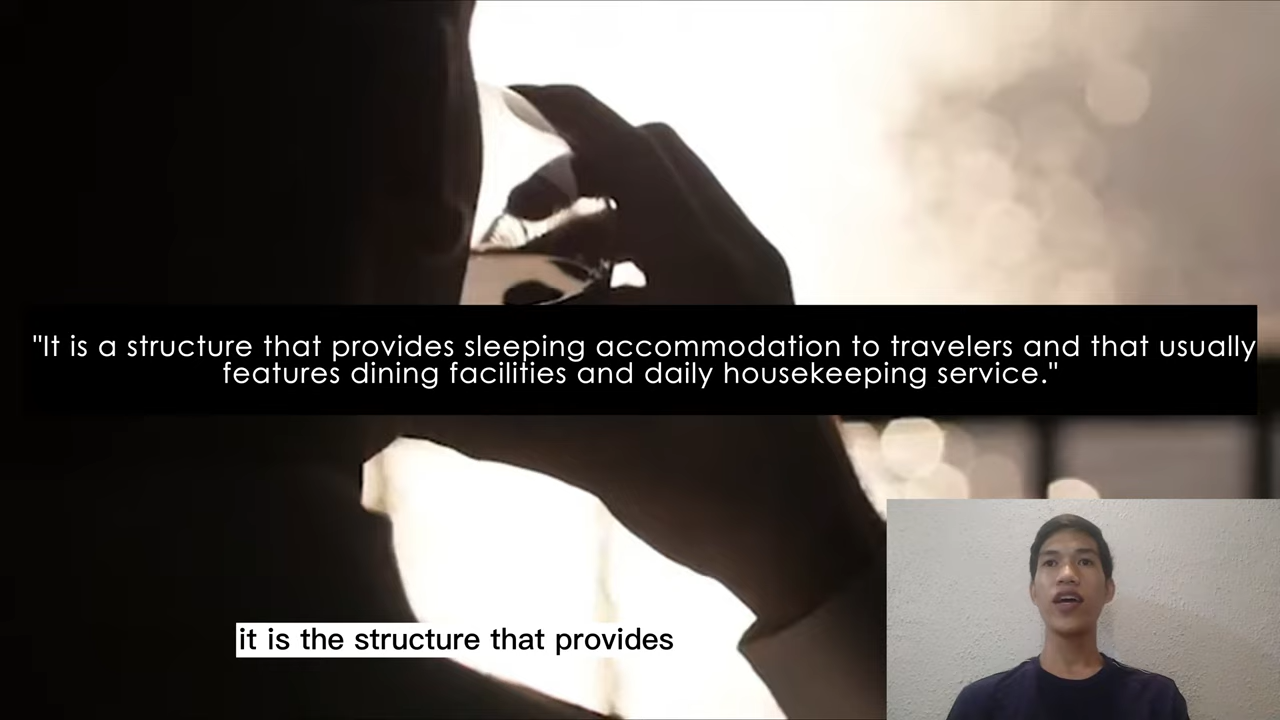 "It is a structure that provides sleeping accommodation to travelers and that usually
features dining facilities and daily housekeeping service."
it is the structure that provides